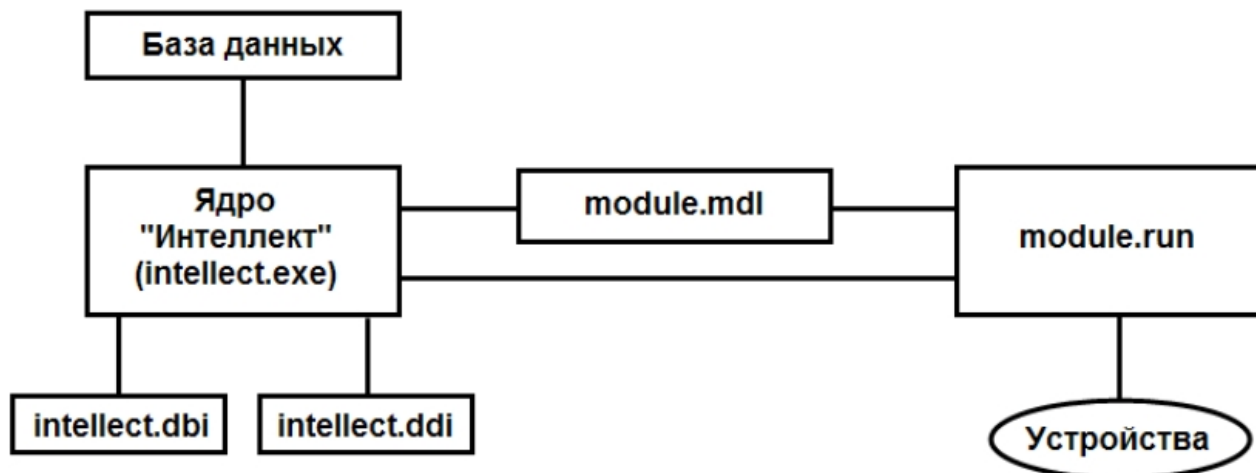 База данных
Ядро
"Интеллект"
(intellect.exe)
module.mdl
module.run
intellect.dbi
intellect.ddi
Устройства